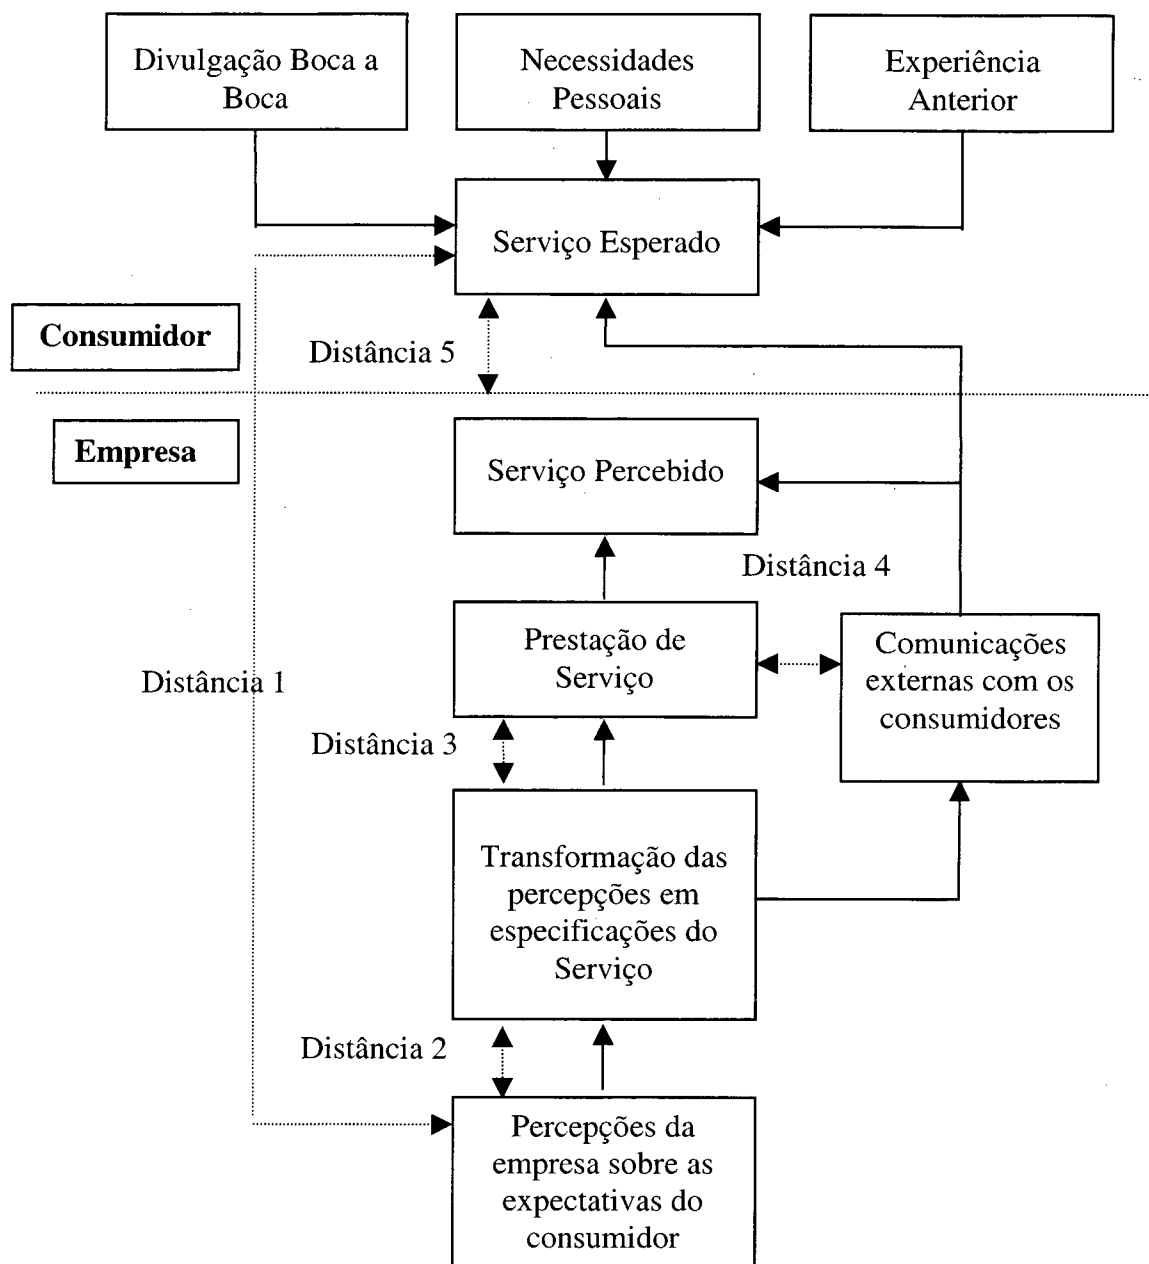 Divulgação Boca a
Boca
Necessidades
Pessoais
Experiência
Anterior
Serviço Esperado
Consumidor
Distância 5
Empresa
Serviço Percebido
Distância 4
Prestação de
Serviço
Comunicações
externas com os
consumidores
Distância 1
Distância 3
Transformação das
percepções em
especificações do
Serviço
Distância 2
Percepções da
empresa sobre as
expectativas do
consumidor